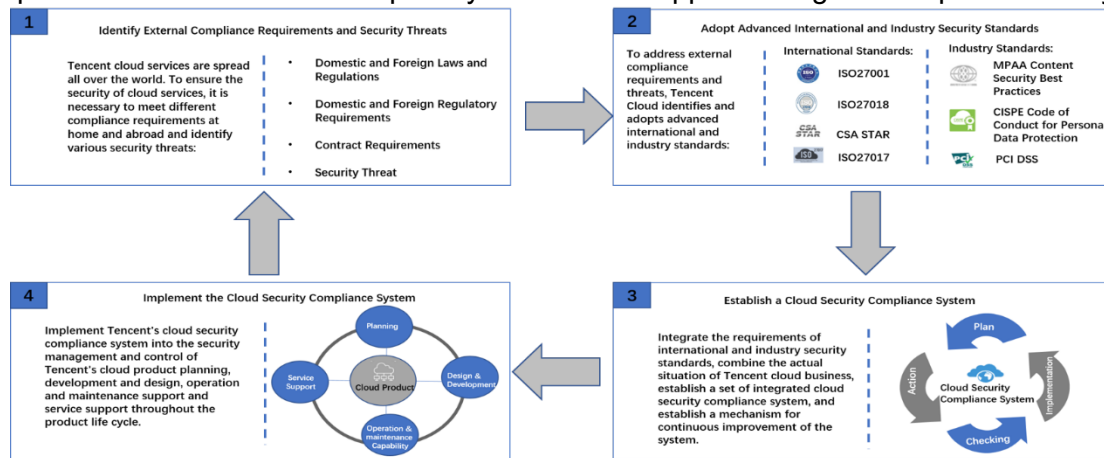 1
Identify External Compliance Requirements and Security Threats
Tencent cloud services are spread
all over the world. To ensure the
security of cloud services, it is
necessary to meet different
compliance requirements at
home and abroad and identify
various security threats:
• Domestic and Foreign Laws and
Regulations
• Domestic and Foreign Regulatory
Requirements
• Contract Requirements
• Security Threat
2
Adopt Advanced International and Industry Security Standards
To address external
compliance
requirements and
threats, Tencent
Cloud identifies and
adopts advanced
international and
industry standards:
International Standards:
ISO27001
ISO27018
CSA
STAR
CSA STAR
ISO
ISO27017
Industry Standards:
MPAA Content
Security Best
Practices
CISPE Code of
Conduct for Persona
Data Protection
PCI
DSS
PCI DSS
4
Implement the Cloud Security Compliance System
Implement Tencent's cloud security
compliance system into the security
management and control of
Tencent's cloud product planning,
development and design, operation
and maintenance support and
service support throughout the
product life cycle.
Planning
Service
Support
Cloud Product
Design &
Development
Operation &
maintenance
Capability
3
Establish a Cloud Security Compliance System
Integrate the requirements of
international and industry security
standards, combine the actual
situation of Tencent cloud business,
establish a set of integrated cloud
security compliance system, and
establish a mechanism for
continuous improvement of the
system.
Plan
Action
Cloud Security
Compliance System
Implementation
Checking